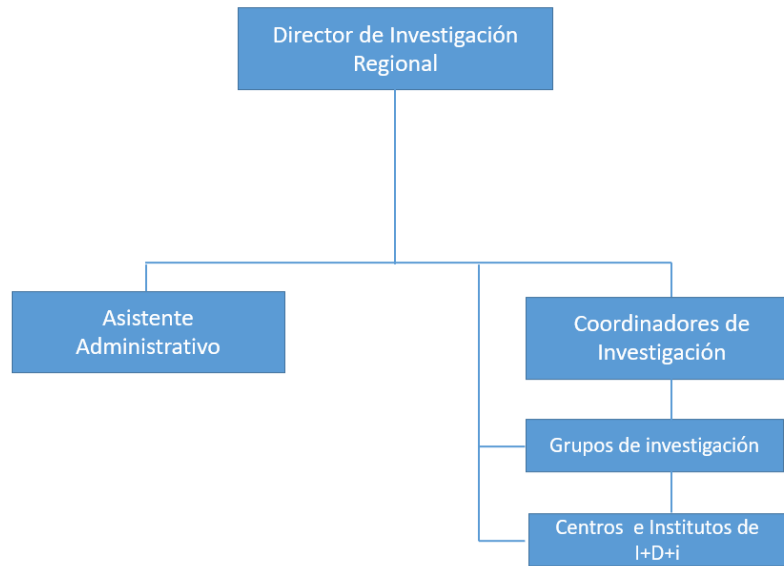 Director de Investigación
Regional
Asistente
Administrativo
Coordinadores de
Investigación
Grupos de investigación
Centros e Institutos de
I+D+i